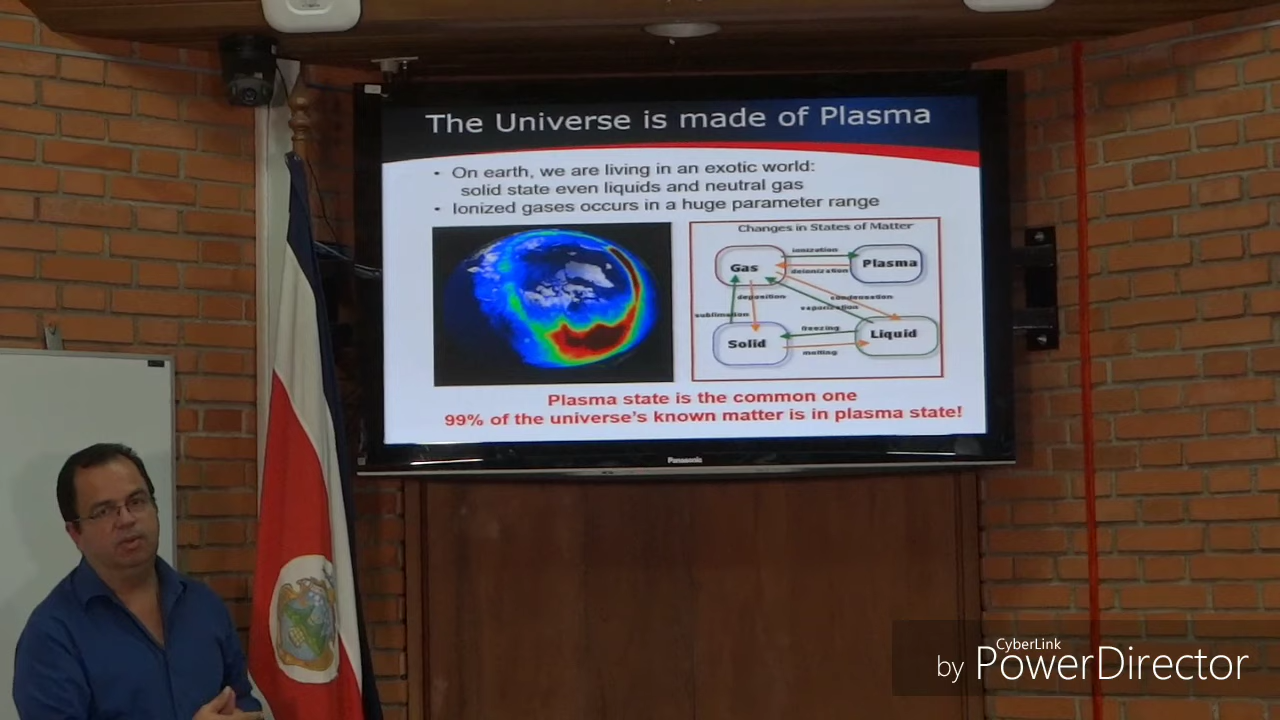 The Universe is made of Plasma
• On earth, we are living in an exotic world:
solid state even liquids and neutral gas
• Ionized gases occurs in a huge parameter range
Changes in States of Matter
ionization
Gas
Plasma
deionization
deposition
condensation
vaporization
sublimation
freezing
Solid
Liquid
melting
Plasma state is the common one
99% of the universe's known matter is in plasma state!
Panasonic
CyberLink
by PowerDirector